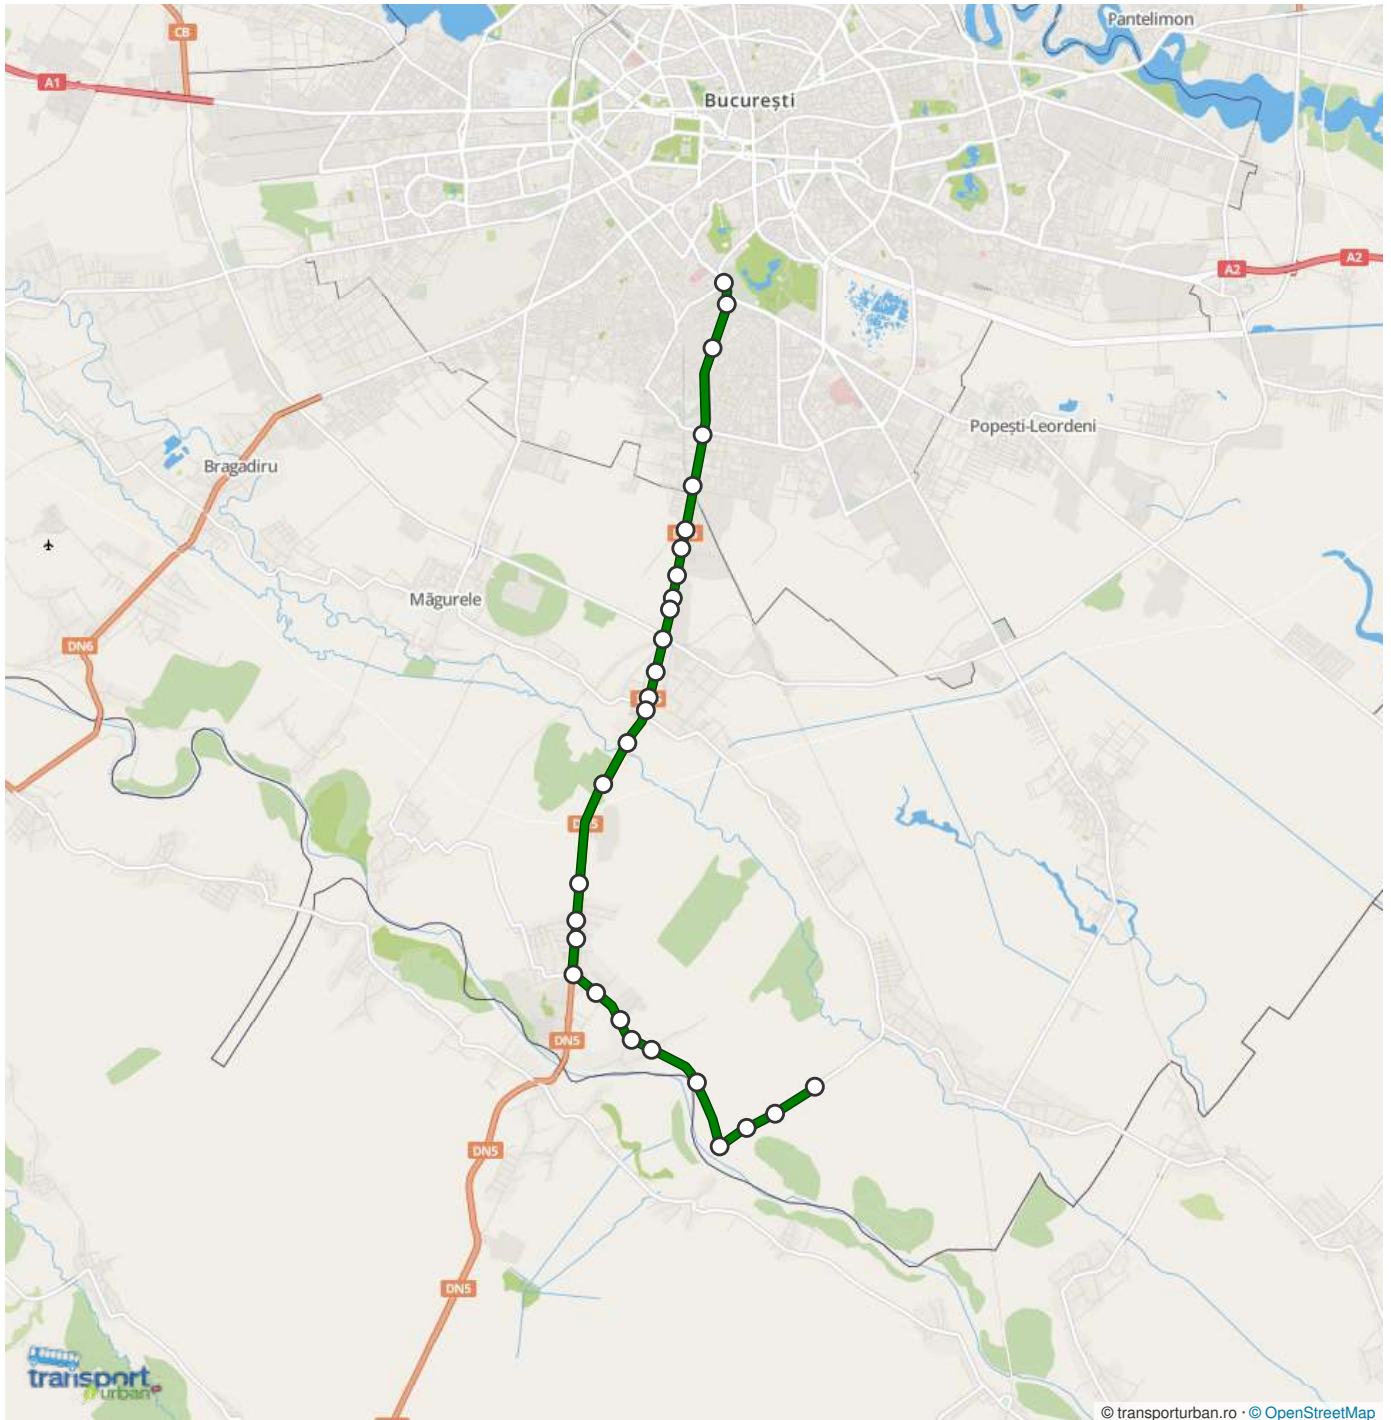 Pantelimon
CB
A1
București
A2
A2
Popești-Leordeni
Bragadiru
Măgurele
DN6
DN5
DN5
DN5
transport
urban
© transporturban.ro · © OpenStreetMap